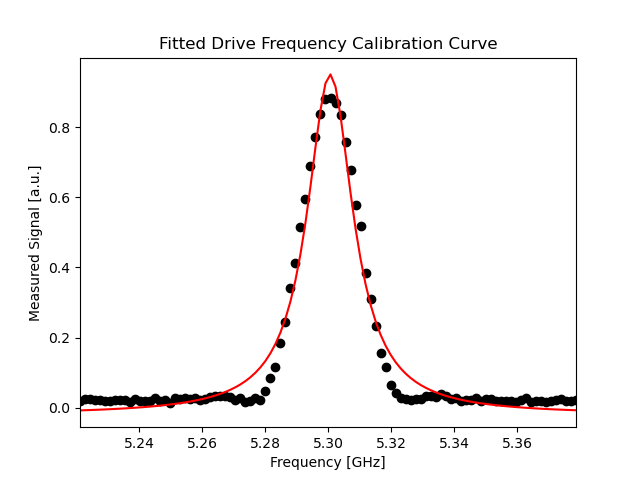 Fitted Drive Frequency Calibration Curve
Measured Signal [a.u.]
0.8
0.6
0.4
0.2
0.0
5.24 5.26 5.28 5.30 5.32 5.34 5.36
Frequency [GHz]